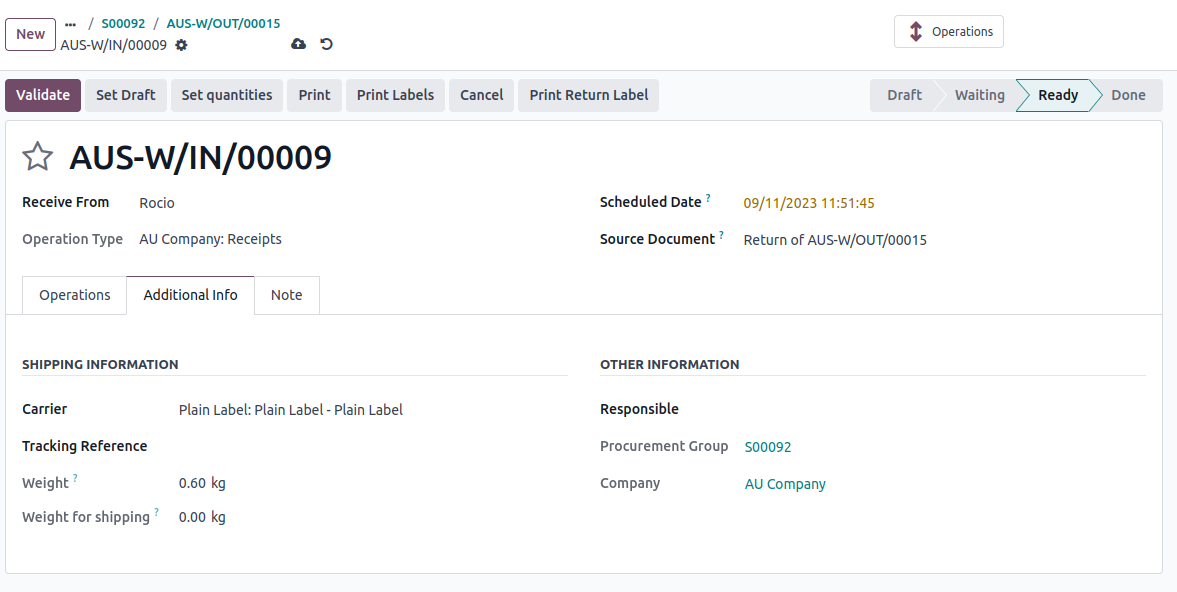 New
... / S00092 / AUS-W/OUT/00015
AUS-W/IN/00009
Operations
Validate Set Draft Set quantities Print Print Labels Cancel Print Return Label
Draft Waiting Ready Done
AUS-W/IN/00009
Receive From Rocio
Scheduled Date ? 09/11/2023 11:51:45
Operation Type AU Company: Receipts
Source Document ? Return of AUS-W/OUT/00015
Operations Additional Info Note
SHIPPING INFORMATION
Carrier Plain Label: Plain Label - Plain Label
Tracking Reference
Weight ? 0.60 kg
Weight for shipping ? 0.00 kg
OTHER INFORMATION
Responsible
Procurement Group S00092
Company AU Company